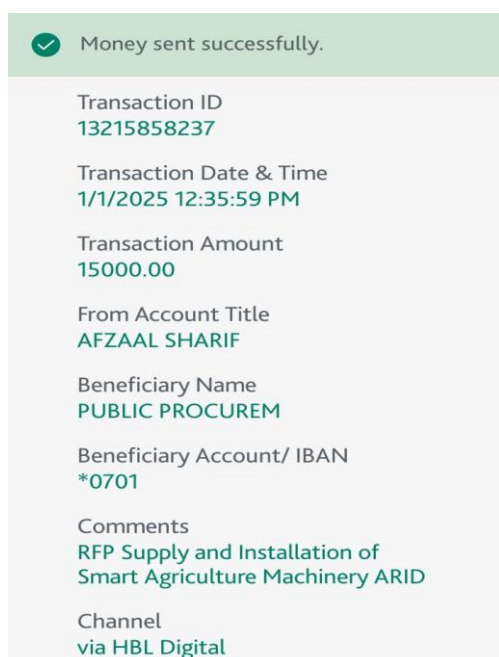 Money sent successfully.
Transaction ID
13215858237
Transaction Date & Time
1/1/2025 12:35:59 PM
Transaction Amount
15000.00
From Account Title
AFZAAL SHARIF
Beneficiary Name
PUBLIC PROCUREM
Beneficiary Account/ IBAN
*0701
Comments
RFP Supply and Installation of
Smart Agriculture Machinery ARID
Channel
via HBL Digital